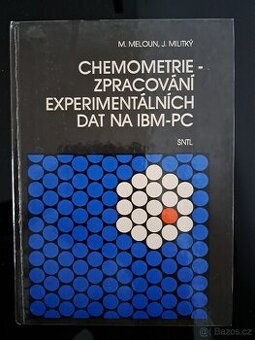 M. MELOUN, J. MILITKÝ
CHEMOMETRIE -
ZPRACOVÁNÍ
EXPERIMENTÁLNÍCH
DAT NA IBM-PC
SNTL
Bazos.cz